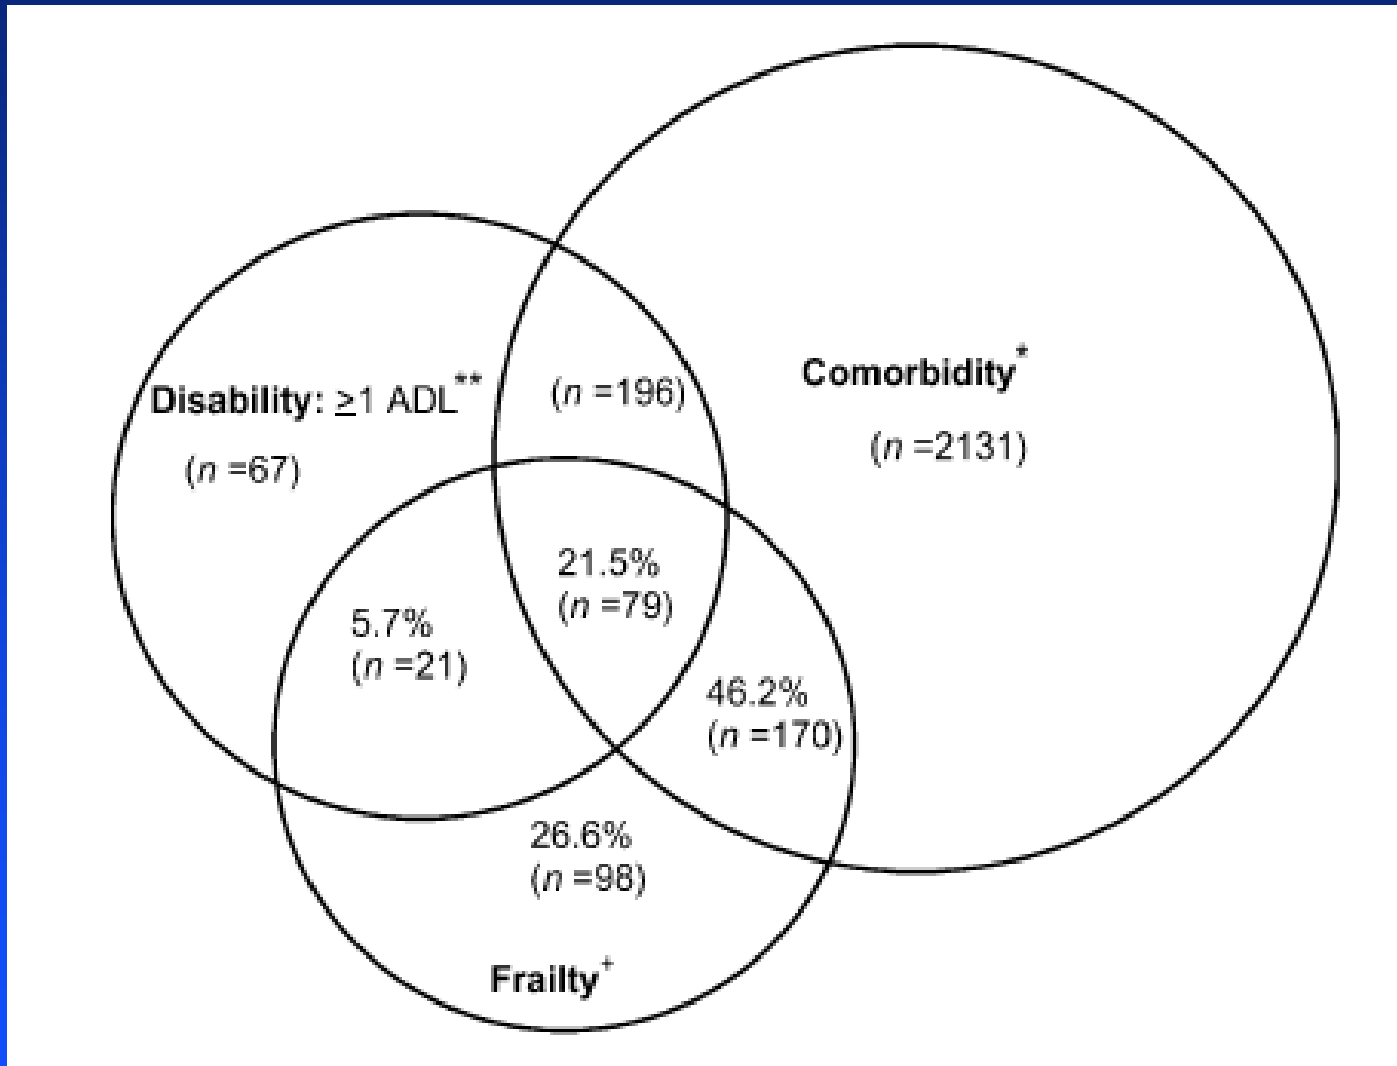 Comorbidity*
(n =2131)
Disability: ≥1 ADL**
(n =67)
(n =196)
21.5%
(n =79)
5.7%
(n =21)
46.2%
(n =170)
26.6%
(n =98)
Frailty+